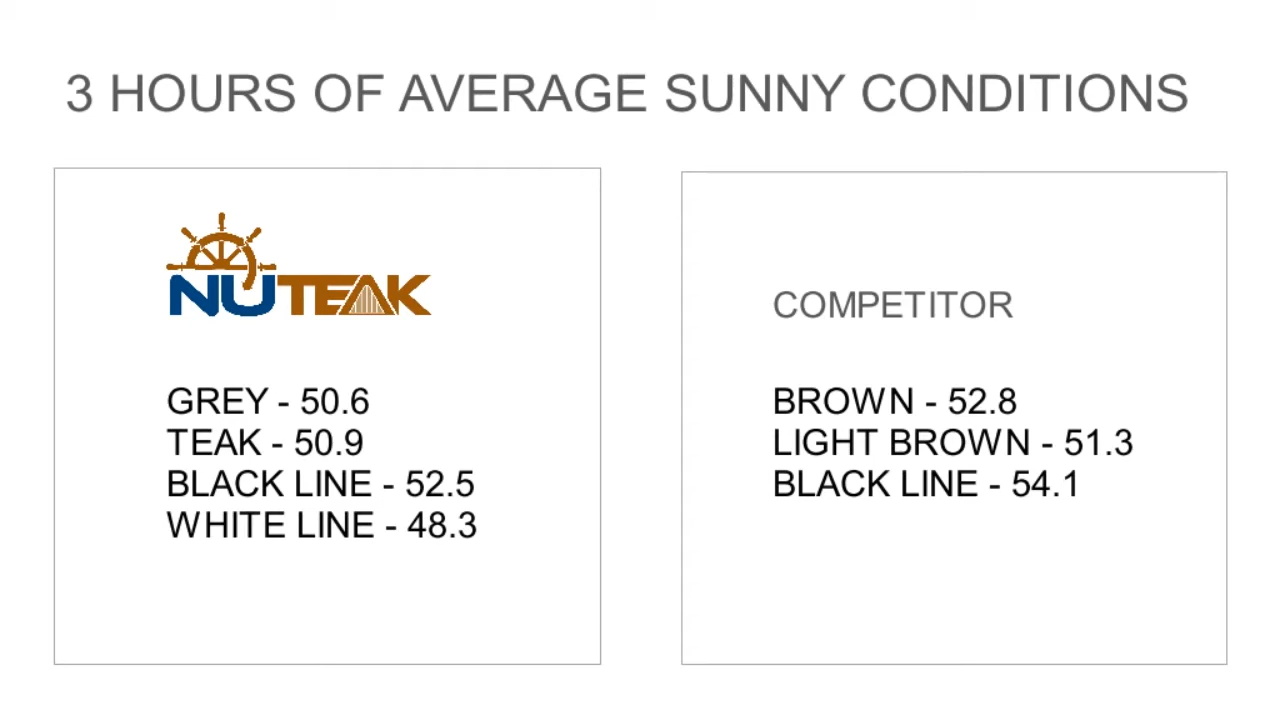 3 HOURS OF AVERAGE SUNNY CONDITIONS
NUTEAK
GREY - 50.6
TEAK - 50.9
BLACK LINE - 52.5
WHITE LINE - 48.3
COMPETITOR
BROWN - 52.8
LIGHT BROWN - 51.3
BLACK LINE - 54.1